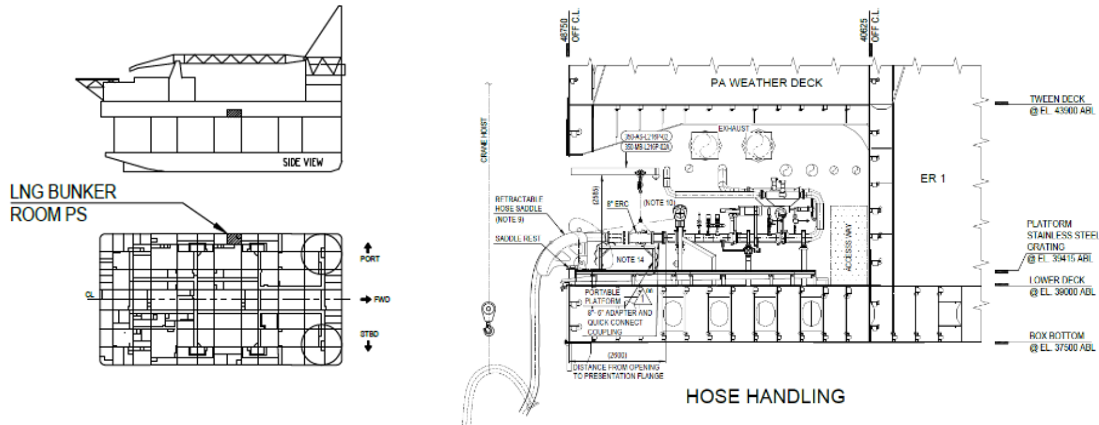 SIDE VIEW
LNG BUNKER
ROOM PS
PORT
FWD
STBD
CL
48750
OFF C.L.
40625
OFF C.L.
PA WEATHER DECK
TWEEN DECK
@ EL. 43900 ABL
CRANE HOIST
EXHAUST
ER 1
(2585)
RETRACTABLE
HOSE SADDLE
(NOTE 9)
8" ERC
(NOTE 10)
SADDLE REST
NOTE 14
ACCESS WAY
PLATFORM
STAINLESS STEEL
GRATING
@ EL. 39415 ABL
LOWER DECK
@ EL. 39000 ABL
PORTABLE
PLATFORM
8"- 6" ADAPTER AND
QUICK CONNECT
COUPLING
BOX BOTTOM
@ EL. 37500 ABL
(2600)
DISTANCE FROM OPENING
TO PRESENTATION FLANGE
HOSE HANDLING